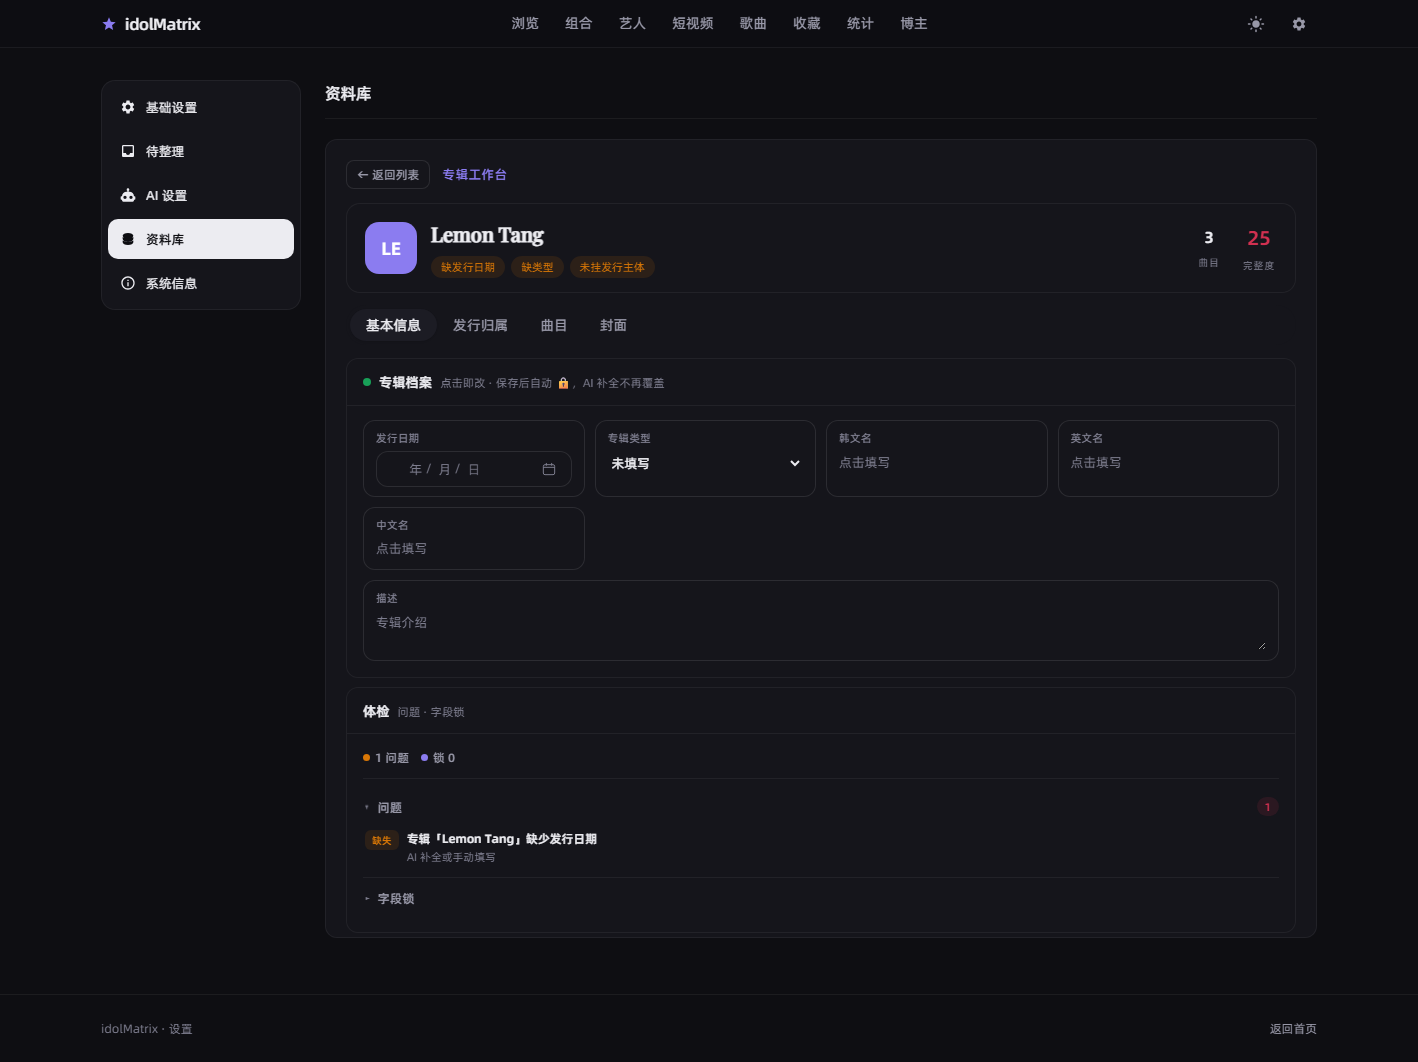 idolMatrix
浏览 组合 艺人 短视频 歌曲 收藏 统计 博主
基础设置
待整理
AI 设置
资料库
系统信息
资料库
← 返回列表 专辑工作台
LE
Lemon Tang
缺发行日期 缺类型 未挂发行主体
3
曲目
25
完整度
基本信息 发行归属 曲目 封面
专辑档案 点击即改 · 保存后自动 🔒，AI 补全不再覆盖
发行日期
年 / 月 / 日
专辑类型
未填写
韩文名
点击填写
英文名
点击填写
中文名
点击填写
描述
专辑介绍
体检 问题 · 字段锁
1 问题 锁 0
问题 1
缺失 专辑「Lemon Tang」缺少发行日期
AI 补全或手动填写
字段锁
idolMatrix · 设置 返回首页